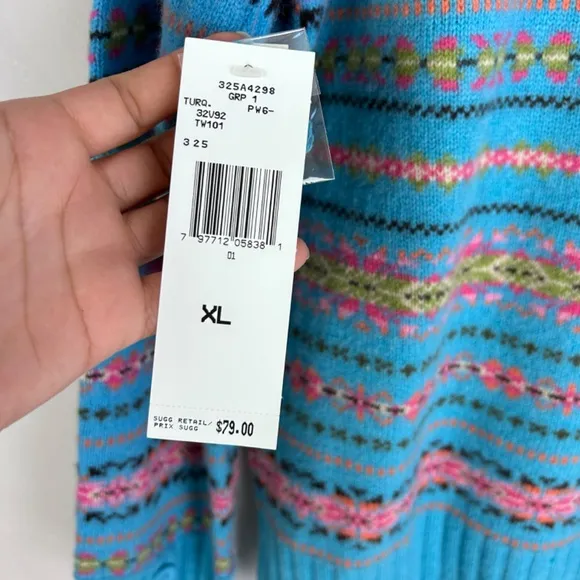 325A4298
GRP 1
TURQ. PW6-
32U92
TW101
325
7 97712 05838 1
01
XL
SUGG RETAIL/
PRIX SUGG $79.00